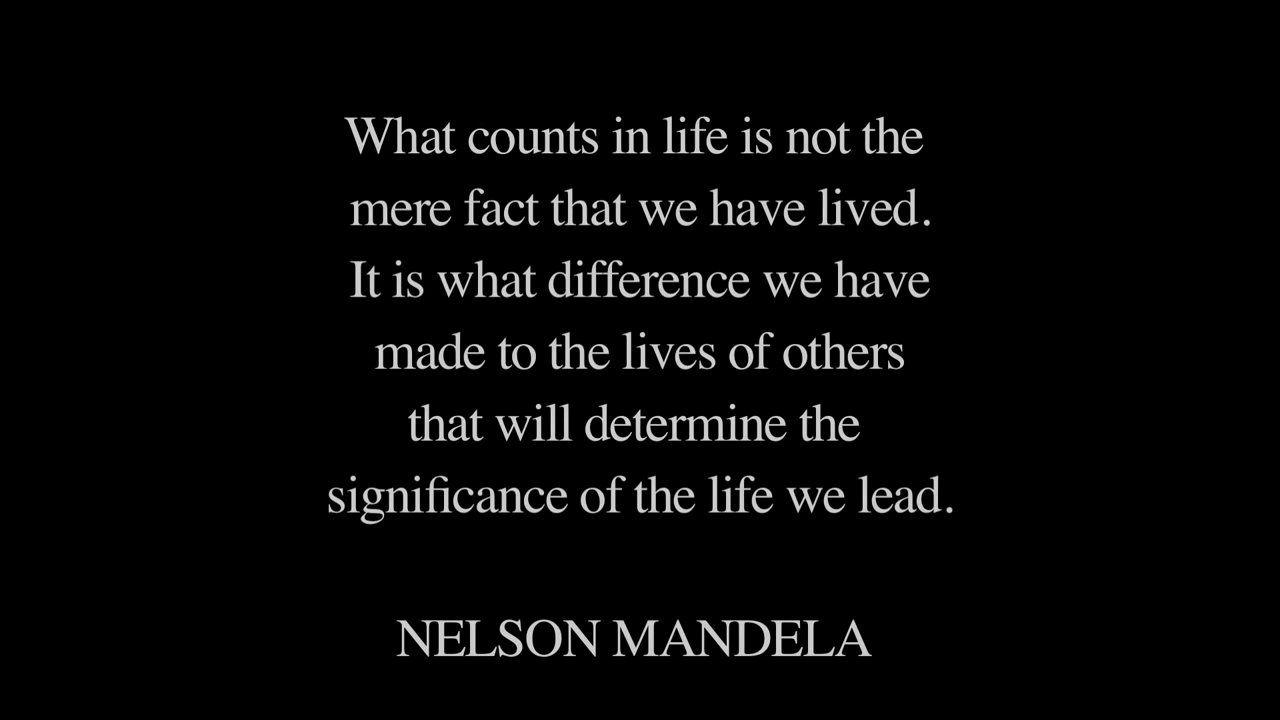 What counts in life is not the
mere fact that we have lived.
It is what difference we have
made to the lives of others
that will determine the
significance of the life we lead.
NELSON MANDELA